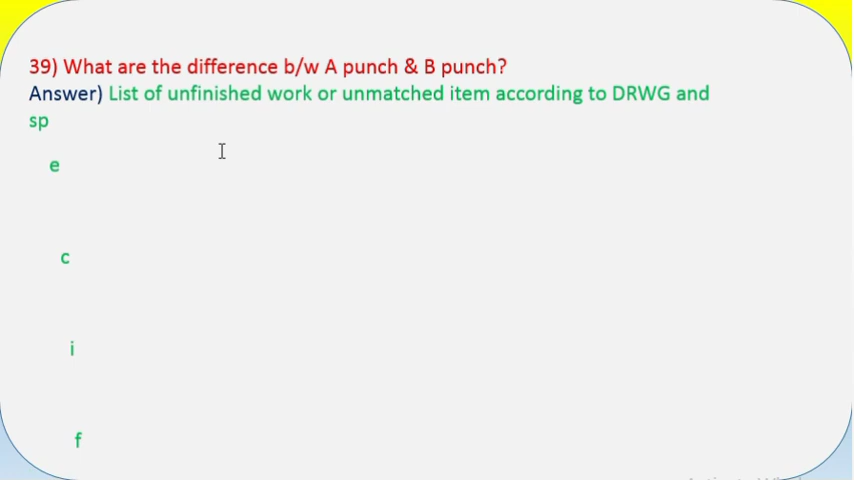 39) What are the difference b/w A punch & B punch?
Answer) List of unfinished work or unmatched item according to DRWG and
sp
e
c
i
f